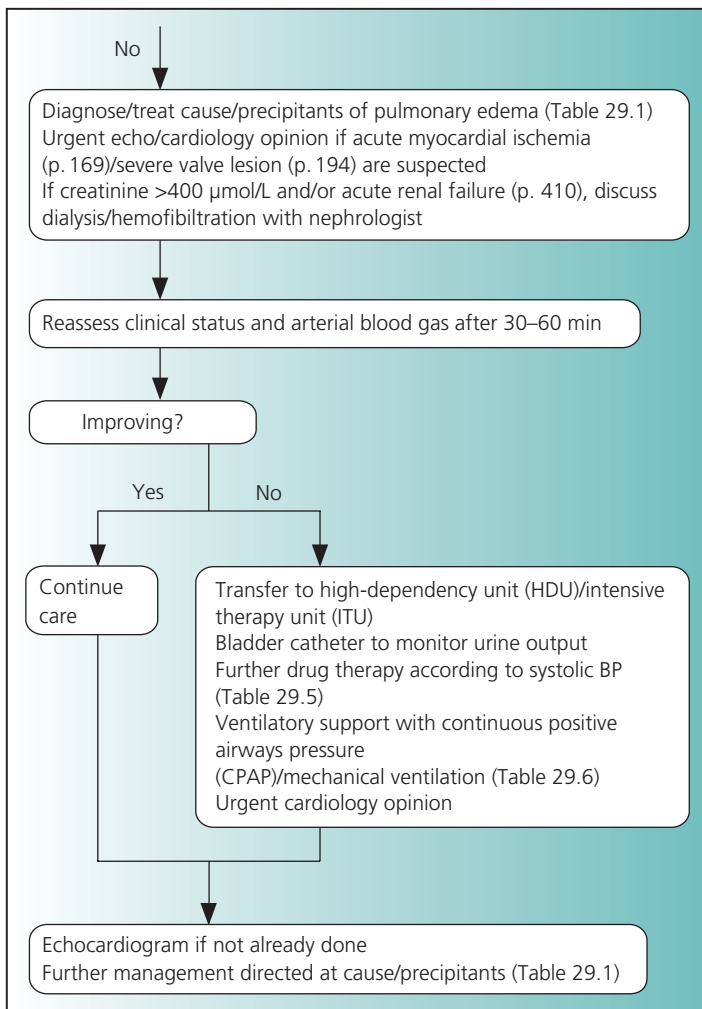 No
Diagnose/treat cause/precipitants of pulmonary edema (Table 29.1)
Urgent echo/cardiology opinion if acute myocardial ischemia
(p. 169)/severe valve lesion (p. 194) are suspected
If creatinine >400 μmol/L and/or acute renal failure (p. 410), discuss
dialysis/hemofibiltration with nephrologist
Reassess clinical status and arterial blood gas after 30–60 min
Improving?
Yes
No
Continue
care
Transfer to high-dependency unit (HDU)/intensive
therapy unit (ITU)
Bladder catheter to monitor urine output
Further drug therapy according to systolic BP
(Table 29.5)
Ventilatory support with continuous positive
airways pressure
(CPAP)/mechanical ventilation (Table 29.6)
Urgent cardiology opinion
Echocardiogram if not already done
Further management directed at cause/precipitants (Table 29.1)